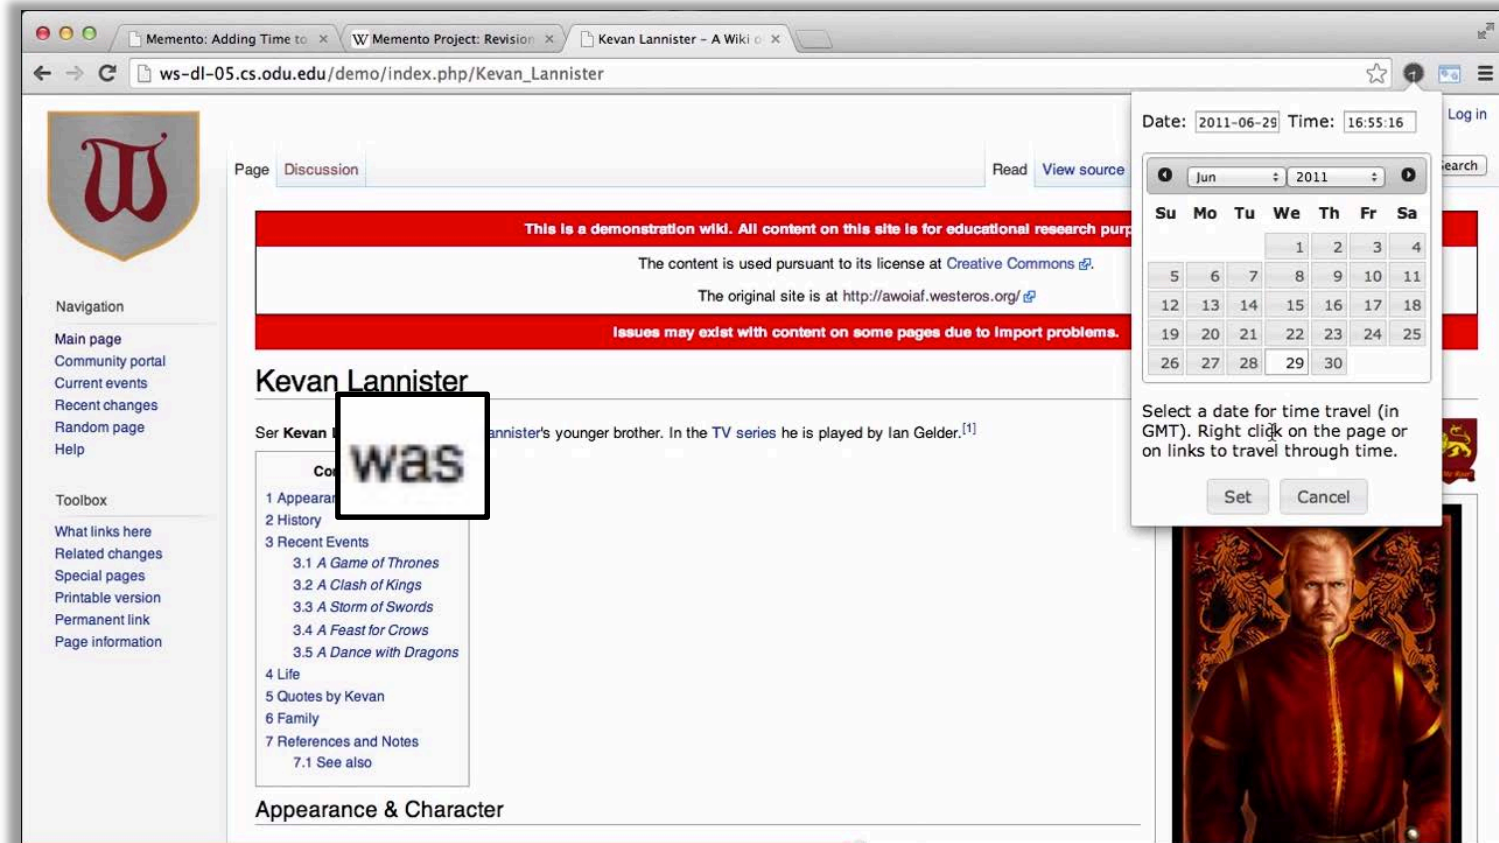 Memento: Adding Time to
Memento Project: Revision
Kevan Lannister – A Wiki o
ws-dl-05.cs.odu.edu/demo/index.php/Kevan_Lannister
Log in
Page Discussion
Read View source
earch
Date: 2011-06-29 Time: 16:55:16
Jun 2011
Su Mo Tu We Th Fr Sa
1 2 3 4
5 6 7 8 9 10 11
12 13 14 15 16 17 18
19 20 21 22 23 24 25
26 27 28 29 30
Select a date for time travel (in
GMT). Right click on the page or
on links to travel through time.
Set Cancel
This is a demonstration wiki. All content on this site is for educational research purp
The content is used pursuant to its license at Creative Commons.
The original site is at http://awoiaf.westeros.org/
Issues may exist with content on some pages due to import problems.
Navigation
Main page
Community portal
Current events
Recent changes
Random page
Help
Toolbox
What links here
Related changes
Special pages
Printable version
Permanent link
Page information
Kevan Lannister
Ser Kevan was annister's younger brother. In the TV series he is played by Ian Gelder.[1]
Co
1 Appeara
2 History
3 Recent Events
3.1 A Game of Thrones
3.2 A Clash of Kings
3.3 A Storm of Swords
3.4 A Feast for Crows
3.5 A Dance with Dragons
4 Life
5 Quotes by Kevan
6 Family
7 References and Notes
7.1 See also
Appearance & Character